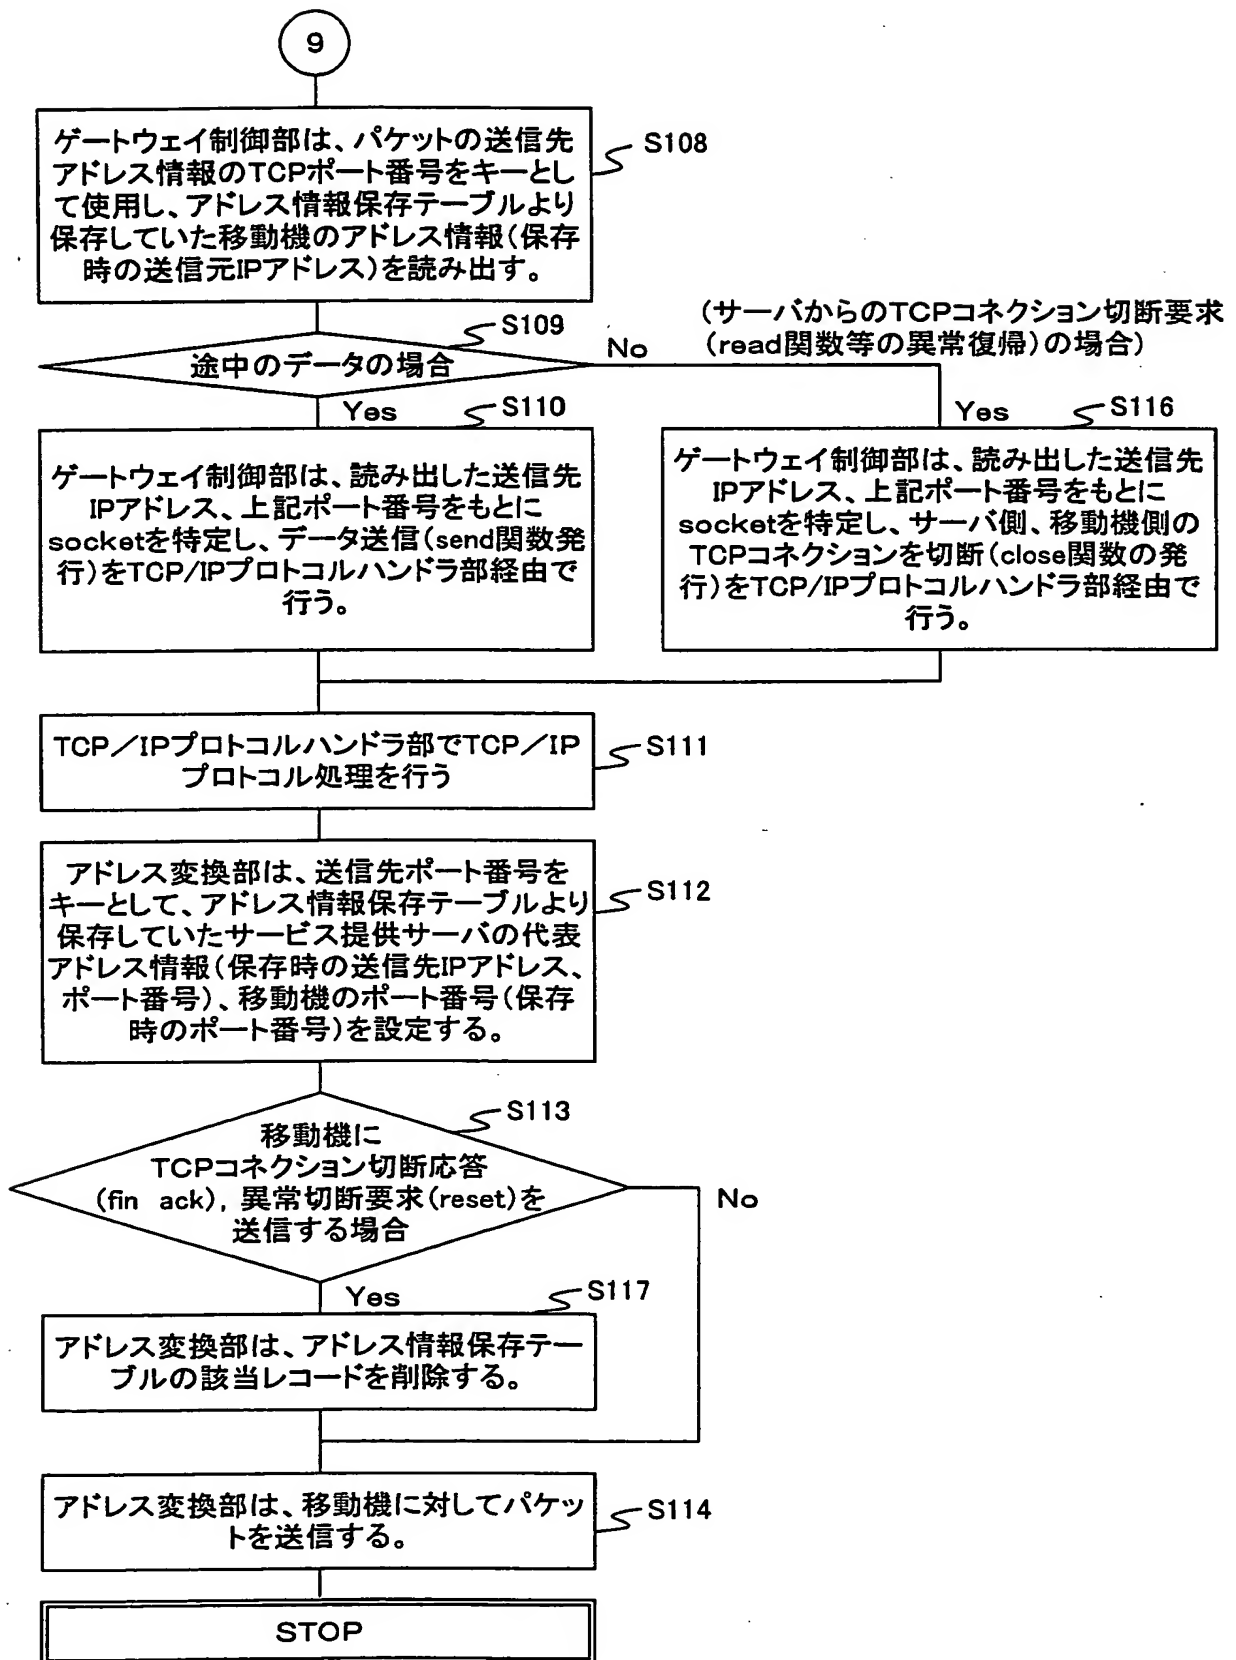 9
ゲートウェイ制御部は、パケットの送信先
アドレス情報のTCPポート番号をキーとし
て使用し、アドレス情報保存テーブルより
保存していた移動機のアドレス情報(保存
時の送信元IPアドレス)を読み出す。
S108
途中のデータの場合
S109
No
(サーバからのTCPコネクション切断要求
(read関数等の異常復帰)の場合)
Yes
S110
ゲートウェイ制御部は、読み出した送信先
IPアドレス、上記ポート番号をもとに
socketを特定し、データ送信(send関数発
行)をTCP/IPプロトコルハンドラ部経由で
行う。
Yes
S116
ゲートウェイ制御部は、読み出した送信先
IPアドレス、上記ポート番号をもとに
socketを特定し、サーバ側、移動機側の
TCPコネクションを切断(close関数の発
行)をTCP/IPプロトコルハンドラ部経由で
行う。
TCP/IPプロトコルハンドラ部でTCP/IP
プロトコル処理を行う
S111
アドレス変換部は、送信先ポート番号を
キーとして、アドレス情報保存テーブルより
保存していたサービス提供サーバの代表
アドレス情報(保存時の送信先IPアドレス、
ポート番号)、移動機のポート番号(保存
時のポート番号)を設定する。
S112
移動機に
TCPコネクション切断応答
(fin ack), 異常切断要求(reset)を
送信する場合
S113
No
Yes
S117
アドレス変換部は、アドレス情報保存テー
ブルの該当レコードを削除する。
アドレス変換部は、移動機に対してパケッ
トを送信する。
S114
STOP